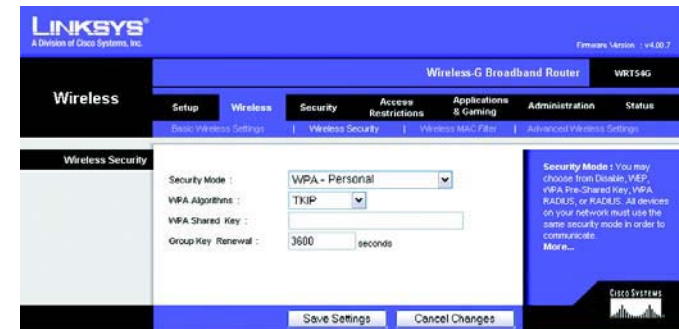 LINKSYS®
A Division of Cisco Systems, Inc.
Firmware Version : v4.00.7
Wireless-G Broadband Router WRT54G
Wireless
Setup Wireless Security Access Restrictions Applications & Gaming Administration Status
Basic Wireless Settings | Wireless Security | Wireless MAC Filter | Advanced Wireless Settings
Wireless Security
Security Mode : WPA - Personal
WPA Algorithms : TKIP
WPA Shared Key :
Group Key Renewal : 3600 seconds
Security Mode : You may
choose from Disable, WEP,
WPA Pre-Shared Key, WPA
RADIUS, or RADIUS. All devices
on your network must use the
same security mode in order to
communicate.
More...
CISCO SYSTEMS
Save Settings Cancel Changes